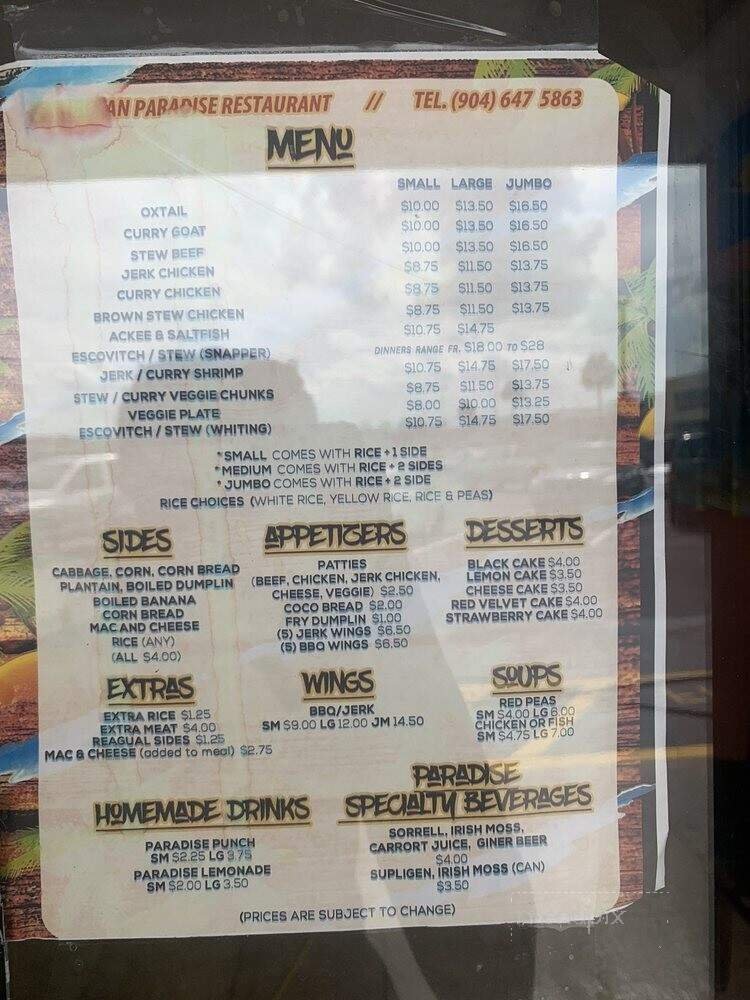 AN PARADISE RESTAURANT // TEL. (904) 647 5863
MENU
SMALL LARGE JUMBO
OXTAIL $10.00 $13.50 $16.50
CURRY GOAT $10.00 $13.50 $16.50
STEW BEEF $10.00 $13.50 $16.50
JERK CHICKEN $8.75 $11.50 $13.75
CURRY CHICKEN $8.75 $11.50 $13.75
BROWN STEW CHICKEN $8.75 $11.50 $13.75
ACKEE & SALTFISH $10.75 $14.75
ESCOVITCH / STEW (SNAPPER) DINNERS RANGE FR. $18.00 TO $28
JERK / CURRY SHRIMP $10.75 $14.75 $17.50
STEW / CURRY VEGGIE CHUNKS $8.75 $11.50 $13.75
VEGGIE PLATE $8.00 $10.00 $13.25
ESCOVITCH / STEW (WHITING) $10.75 $14.75 $17.50
* SMALL COMES WITH RICE + 1 SIDE
* MEDIUM COMES WITH RICE + 2 SIDES
* JUMBO COMES WITH RICE + 2 SIDE
RICE CHOICES (WHITE RICE, YELLOW RICE, RICE & PEAS)
SIDES
CABBAGE, CORN, CORN BREAD
PLANTAIN, BOILED DUMPLIN
BOILED BANANA
CORN BREAD
MAC AND CHEESE
RICE (ANY)
(ALL $4.00)
APPETIZERS
PATTIES
(BEEF, CHICKEN, JERK CHICKEN,
CHEESE, VEGGIE) $2.50
COCO BREAD $2.00
FRY DUMPLIN $1.00
(5) JERK WINGS $6.50
(5) BBQ WINGS $6.50
DESSERTS
BLACK CAKE $4.00
LEMON CAKE $3.50
CHEESE CAKE $3.50
RED VELVET CAKE $4.00
STRAWBERRY CAKE $4.00
EXTRAS
EXTRA RICE $1.25
EXTRA MEAT $4.00
REAGUAL SIDES $1.25
MAC & CHEESE (added to meal) $2.75
WINGS
BBQ/JERK
SM $9.00 LG 12.00 JM 14.50
SOUPS
RED PEAS
SM $4.00 LG 6.00
CHICKEN OR FISH
SM $4.75 LG 7.00
HOMEMADE DRINKS
PARADISE PUNCH
SM $2.25 LG 3.75
PARADISE LEMONADE
SM $2.00 LG 3.50
PARADISE
SPECIALTY BEVERAGES
SORRELL, IRISH MOSS,
CARRORT JUICE, GINER BEER
$4.00
SUPLIGEN, IRISH MOSS (CAN)
$3.50
(PRICES ARE SUBJECT TO CHANGE)